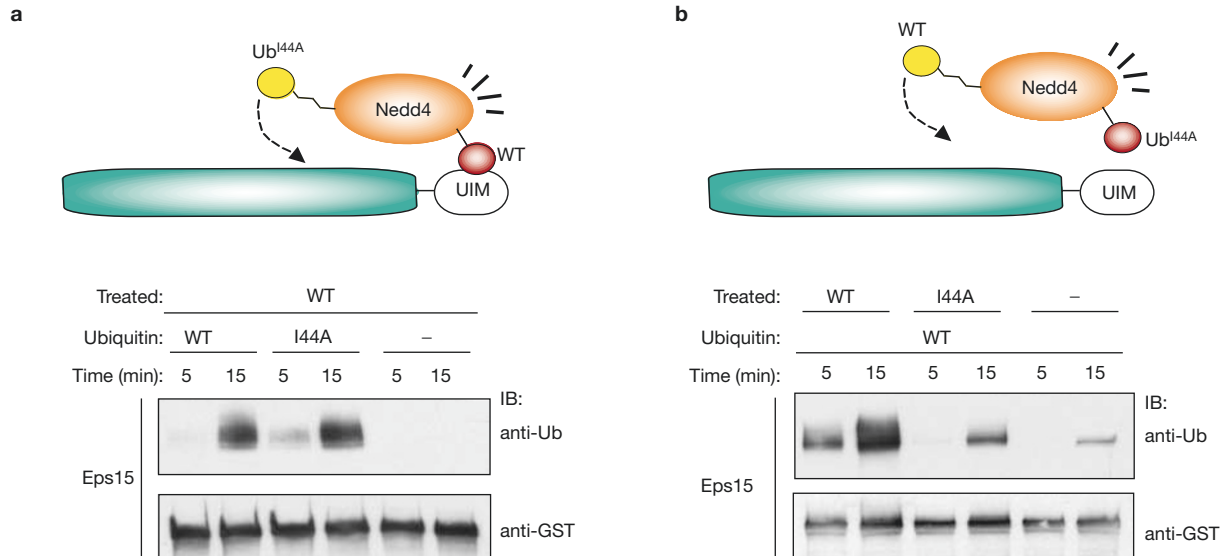 a
Ub^I44A
Nedd4
WT
UIM
Treated: WT
Ubiquitin: WT I44A –
Time (min): 5 15 5 15 5 15
IB:
anti-Ub
Eps15
anti-GST
b
WT
Nedd4
Ub^I44A
UIM
Treated: WT I44A –
Ubiquitin: WT
Time (min): 5 15 5 15 5 15
IB:
anti-Ub
Eps15
anti-GST